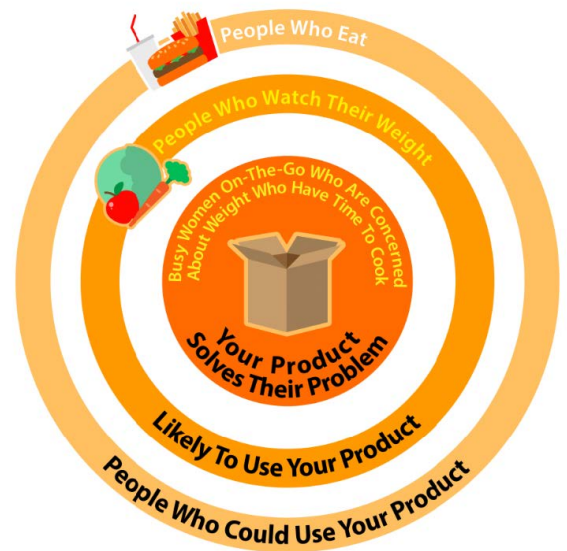 People Who Eat
People Who Watch Their Weight
Busy Women On-The-Go Who Are Concerned
About Weight Who Have Time To Cook
Your Product
Solves Their Problem
Likely To Use Your Product
People Who Could Use Your Product